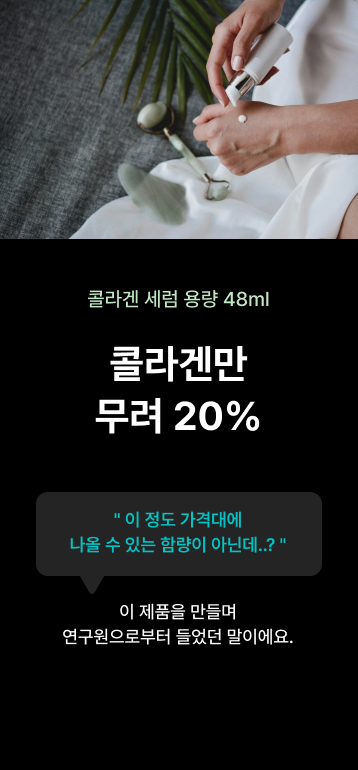 콜라겐 세럼 용량 48ml
콜라겐만
무려 20%
" 이 정도 가격대에
나올 수 있는 함량이 아닌데..? "
이 제품을 만들며
연구원으로부터 들었던 말이에요.